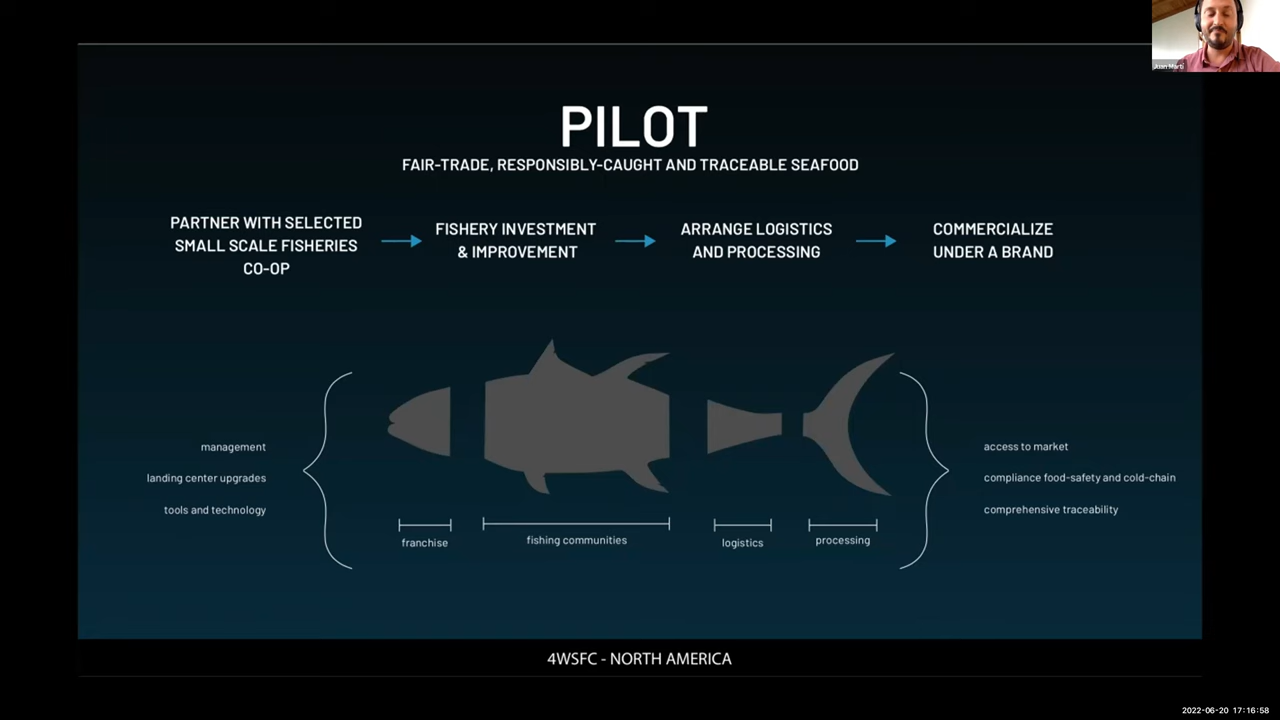 Juan Martí
PILOT
FAIR-TRADE, RESPONSIBLY-CAUGHT AND TRACEABLE SEAFOOD
PARTNER WITH SELECTED
SMALL SCALE FISHERIES
CO-OP
FISHERY INVESTMENT
& IMPROVEMENT
ARRANGE LOGISTICS
AND PROCESSING
COMMERCIALIZE
UNDER A BRAND
management
landing center upgrades
tools and technology
franchise
fishing communities
logistics
processing
access to market
compliance food-safety and cold-chain
comprehensive traceability
4WSFC - NORTH AMERICA
2022-06-20 17:16:58